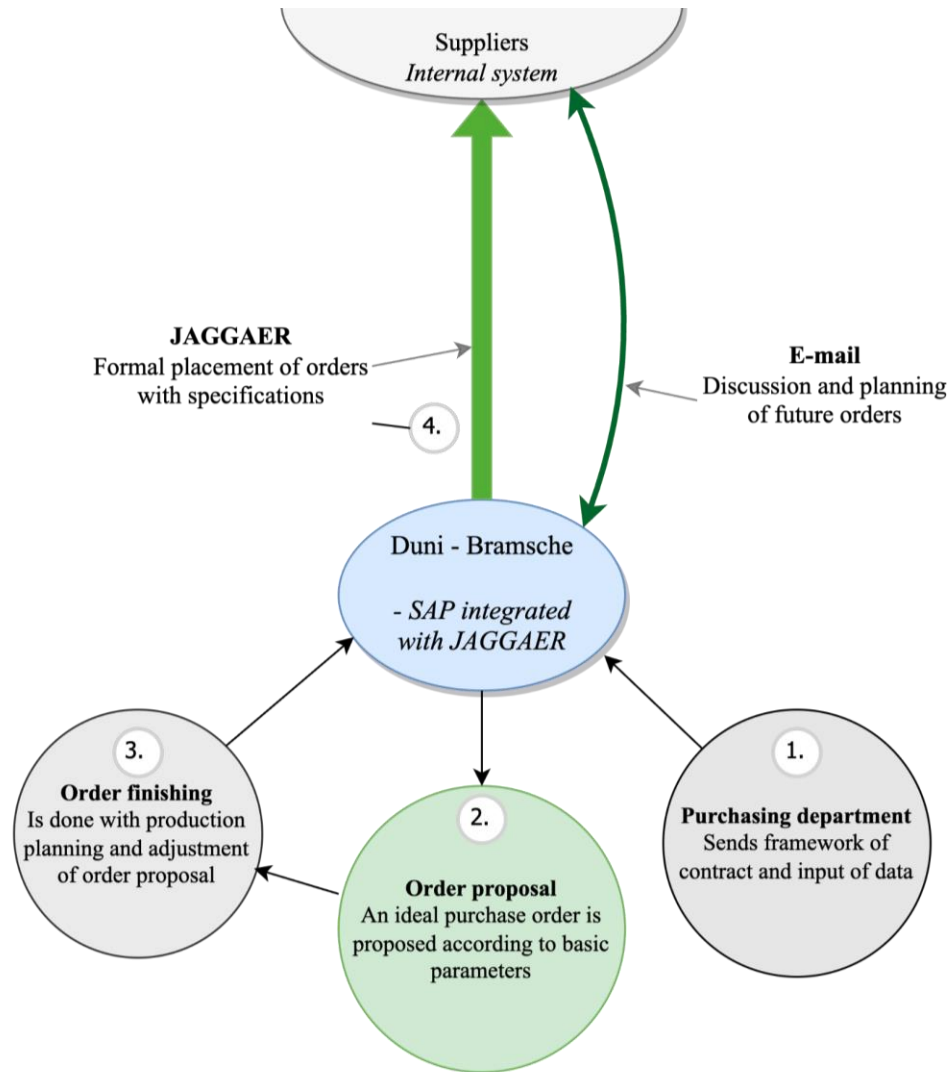 Suppliers
Internal system
JAGGAER
Formal placement of orders
with specifications
E-mail
Discussion and planning
of future orders
4.
Duni - Bramsche
- SAP integrated
with JAGGAER
3.
Order finishing
Is done with production
planning and adjustment
of order proposal
2.
Order proposal
An ideal purchase order is
proposed according to basic
parameters
1.
Purchasing department
Sends framework of
contract and input of data